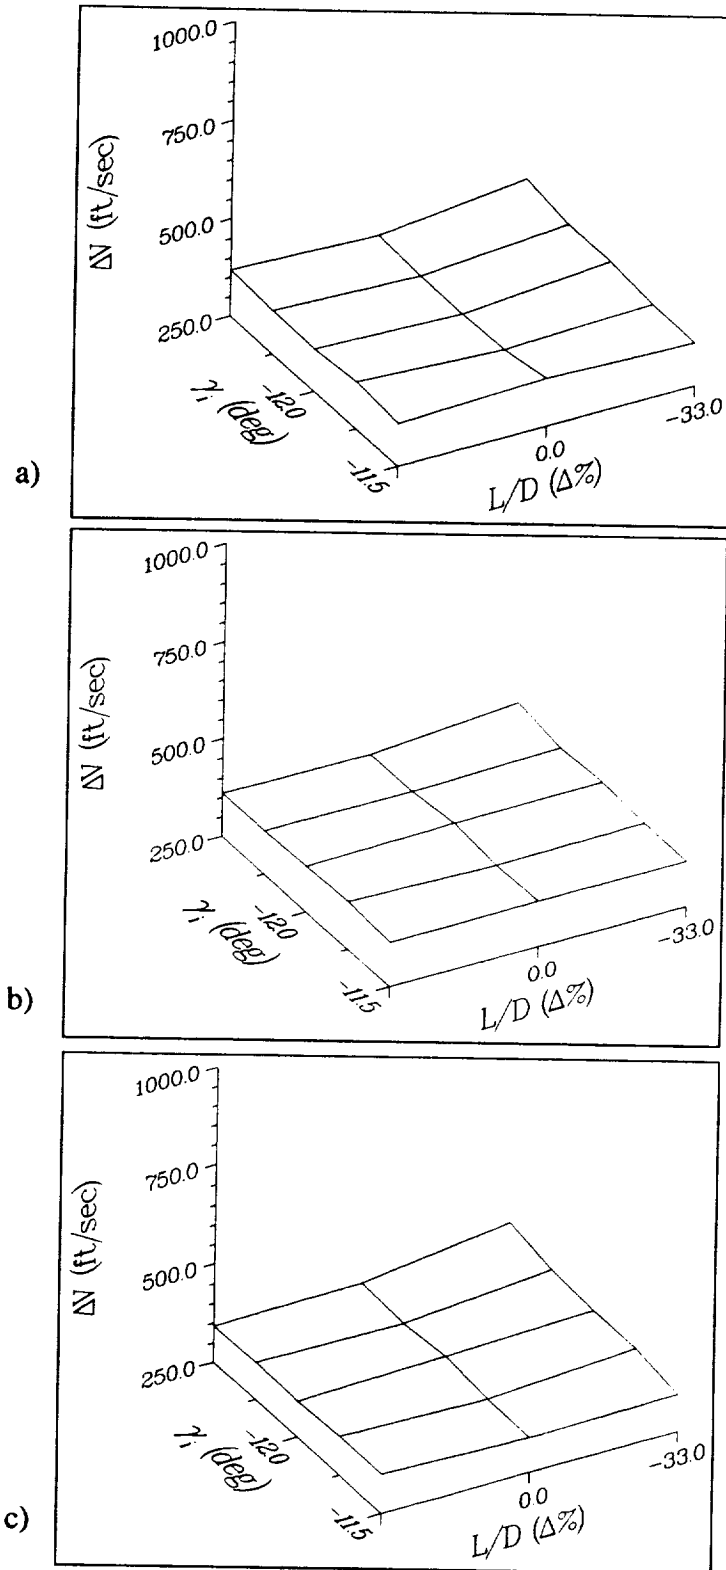 1000.0
750.0
ΔV (ft/sec)
500.0
250.0
γi (deg)
-12.0
-11.5
-33.0
0.0
L/D (Δ%)
a)
1000.0
750.0
ΔV (ft/sec)
500.0
250.0
γi (deg)
-12.0
-11.5
-33.0
0.0
L/D (Δ%)
b)
1000.0
750.0
ΔV (ft/sec)
500.0
250.0
γi (deg)
-12.0
-11.5
-33.0
0.0
L/D (Δ%)
c)